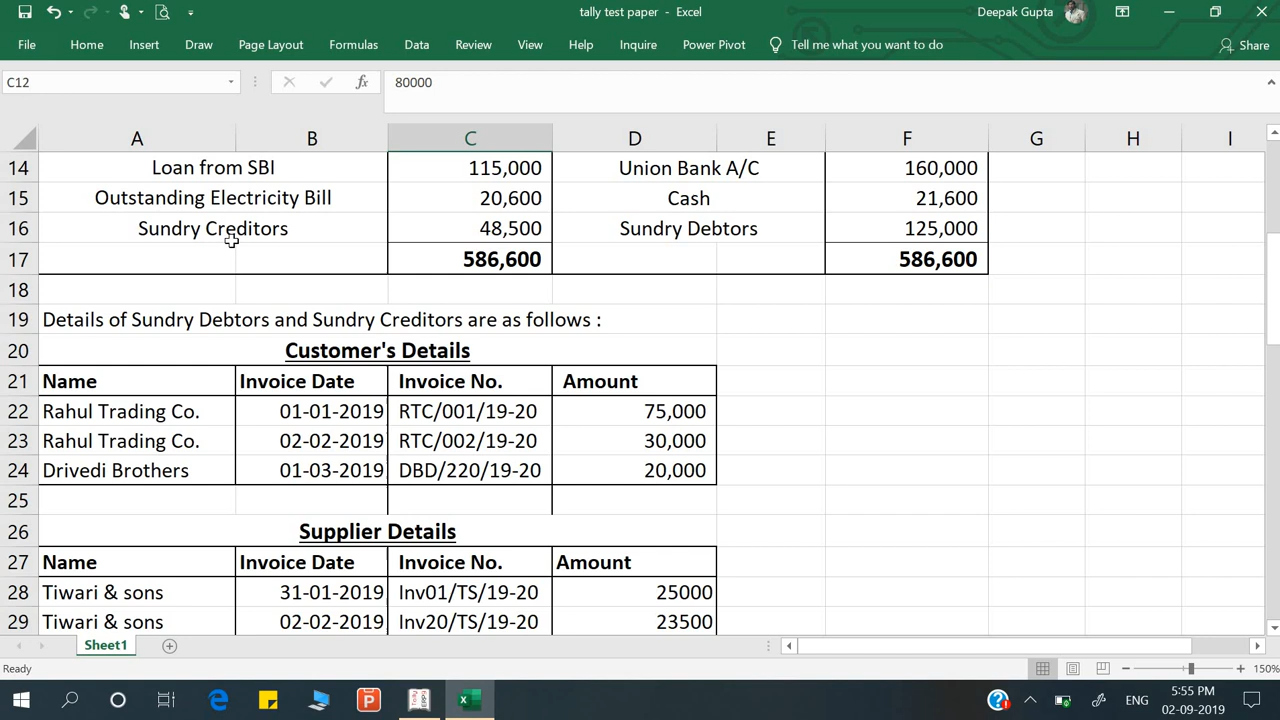 tally test paper - Excel
Deepak Gupta
File Home Insert Draw Page Layout Formulas Data Review View Help Inquire Power Pivot Tell me what you want to do Share
C12 fx 80000
A B C D E F G H I
14 Loan from SBI 115,000 Union Bank A/C 160,000
15 Outstanding Electricity Bill 20,600 Cash 21,600
16 Sundry Creditors 48,500 Sundry Debtors 125,000
17 586,600 586,600
18
19 Details of Sundry Debtors and Sundry Creditors are as follows :
20 Customer's Details
21 Name Invoice Date Invoice No. Amount
22 Rahul Trading Co. 01-01-2019 RTC/001/19-20 75,000
23 Rahul Trading Co. 02-02-2019 RTC/002/19-20 30,000
24 Drivedi Brothers 01-03-2019 DBD/220/19-20 20,000
25
26 Supplier Details
27 Name Invoice Date Invoice No. Amount
28 Tiwari & sons 31-01-2019 Inv01/TS/19-20 25000
29 Tiwari & sons 02-02-2019 Inv20/TS/19-20 23500
Sheet1
Ready 150%
ENG 5:55 PM
02-09-2019